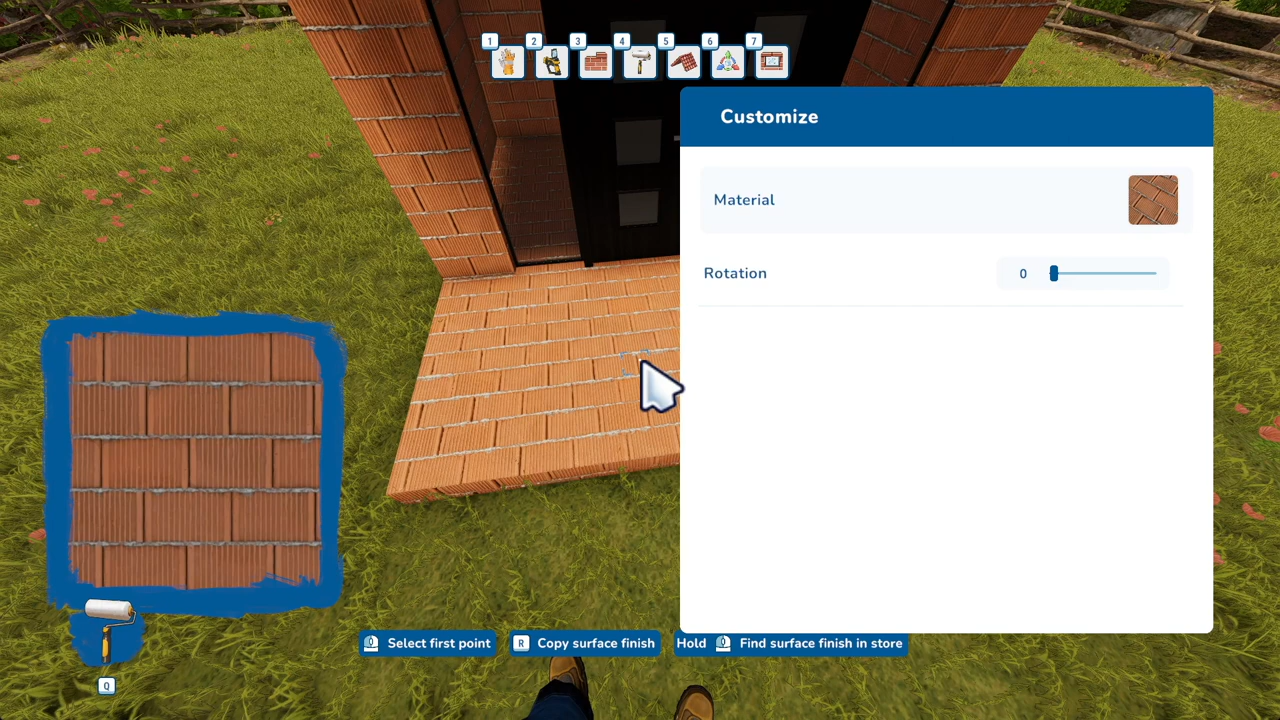 1 2 3 4 5 6 7
Customize
Material
Rotation 0
Select first point R Copy surface finish Hold Find surface finish in store
Q